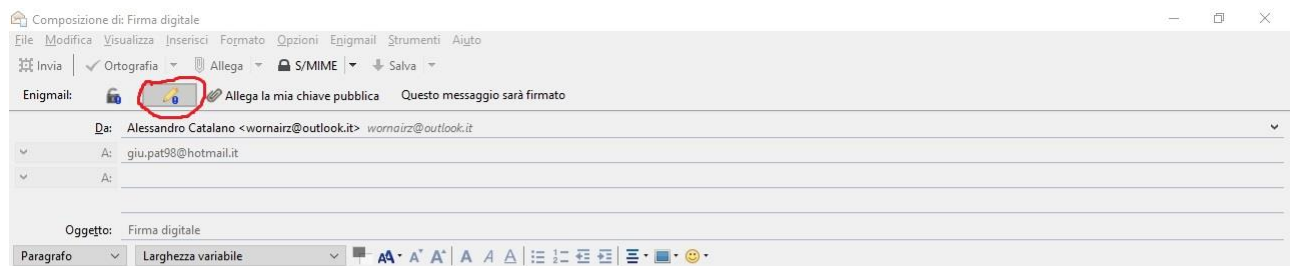 Composizione di: Firma digitale
File Modifica Visualizza Inserisci Formato Opzioni Enigmail Strumenti Aiuto
Invia Ortografia Allega S/MIME Salva
Enigmail: Allega la mia chiave pubblica Questo messaggio sarà firmato
Da: Alessandro Catalano <wornairz@outlook.it> wornairz@outlook.it
A: giu.pat98@hotmail.it
A:
Oggetto: Firma digitale
Paragrafo Larghezza variabile